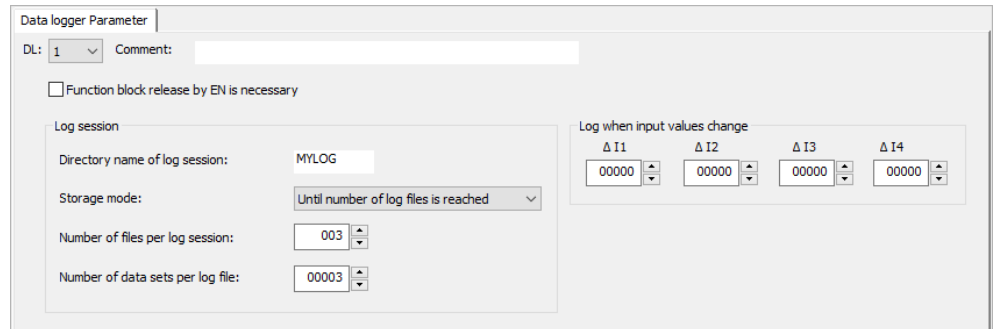 Data logger Parameter
DL: 1 Comment:
Function block release by EN is necessary
Log session
Directory name of log session: MYLOG
Storage mode: Until number of log files is reached
Number of files per log session: 003
Number of data sets per log file: 00003
Log when input values change
Δ I1 Δ I2 Δ I3 Δ I4
00000 00000 00000 00000